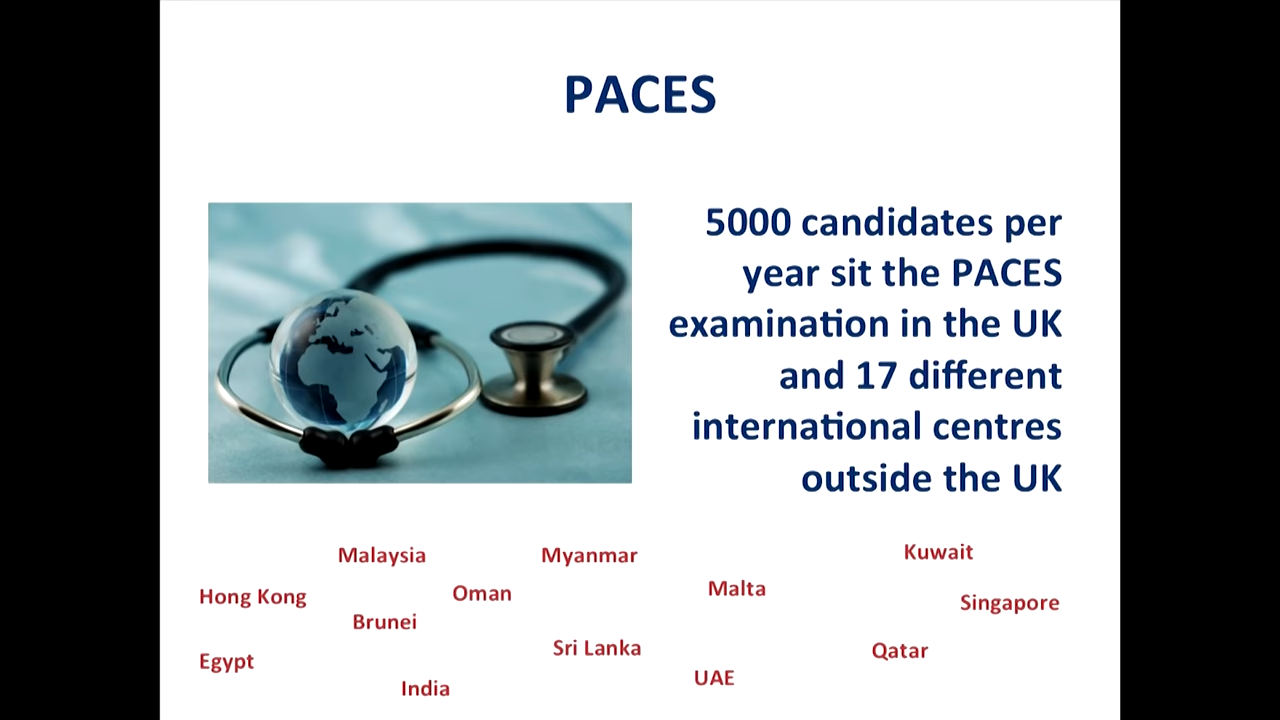 PACES
5000 candidates per
year sit the PACES
examination in the UK
and 17 different
international centres
outside the UK
Malaysia
Myanmar
Kuwait
Hong Kong
Oman
Malta
Singapore
Brunei
Sri Lanka
Qatar
Egypt
UAE
India